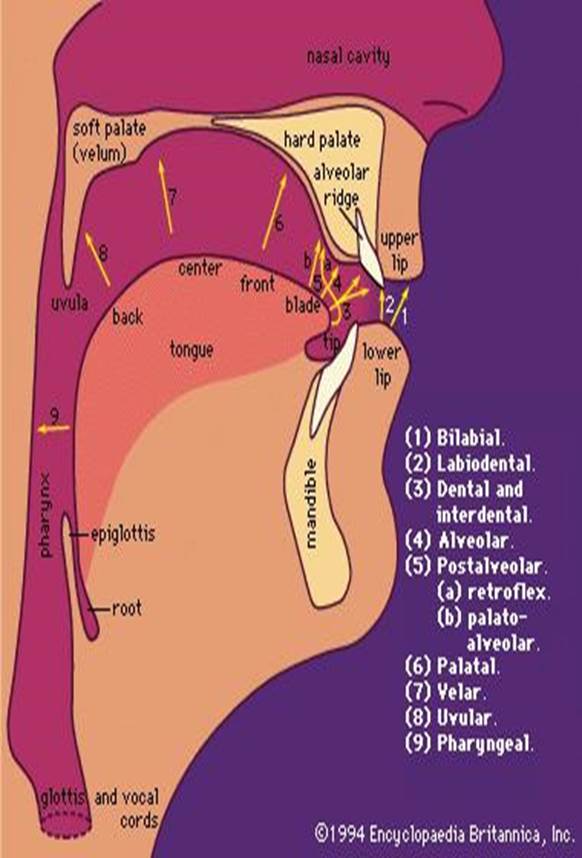 nasal cavity
soft palate
(velum)
hard palate
alveolar
ridge
upper
lip
7
6
8
b
a
5
4
3
2
1
center
front
blade
uvula
back
tip
tongue
lower
lip
9
pharynx
mandible
epiglottis
root
glottis and vocal
cords
(1) Bilabial.
(2) Labiodental.
(3) Dental and
interdental.
(4) Alveolar.
(5) Postalveolar.
(a) retroflex.
(b) palato-
alveolar.
(6) Palatal.
(7) Velar.
(8) Uvular.
(9) Pharyngeal.
©1994 Encyclopaedia Britannica, Inc.